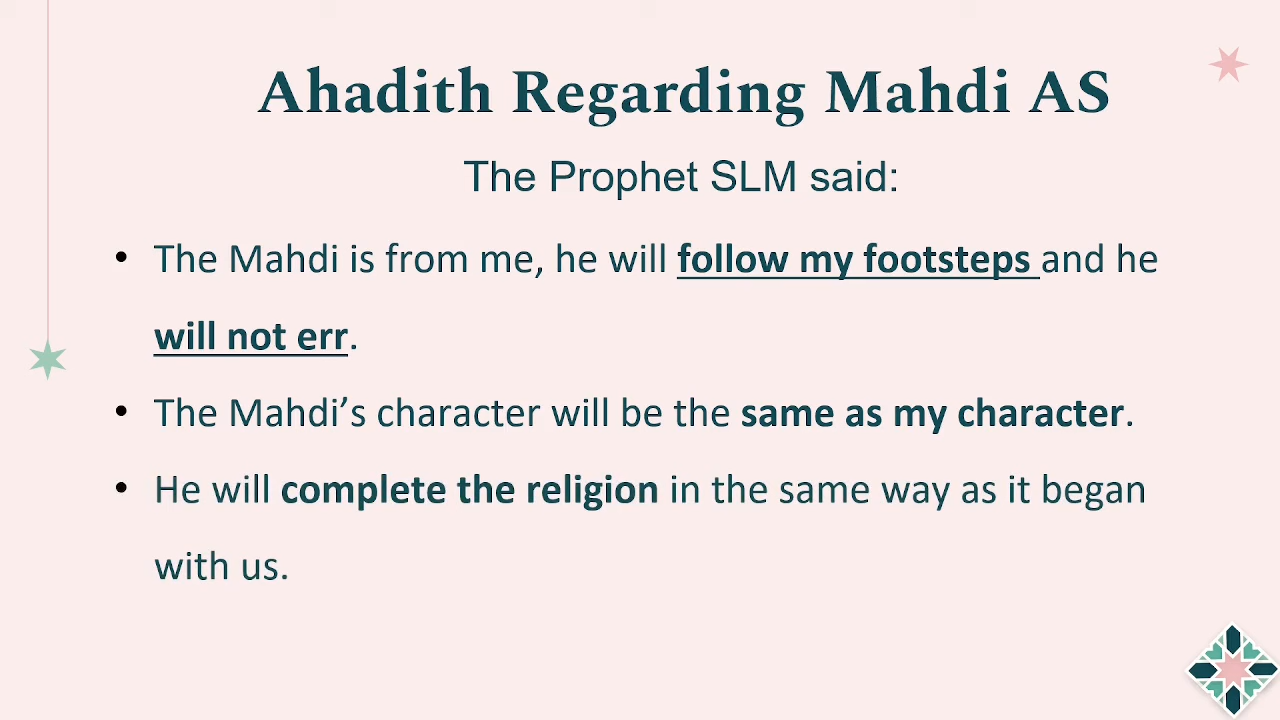 Ahadith Regarding Mahdi AS
The Prophet SLM said:
• The Mahdi is from me, he will follow my footsteps and he
will not err.
• The Mahdi’s character will be the same as my character.
• He will complete the religion in the same way as it began
with us.